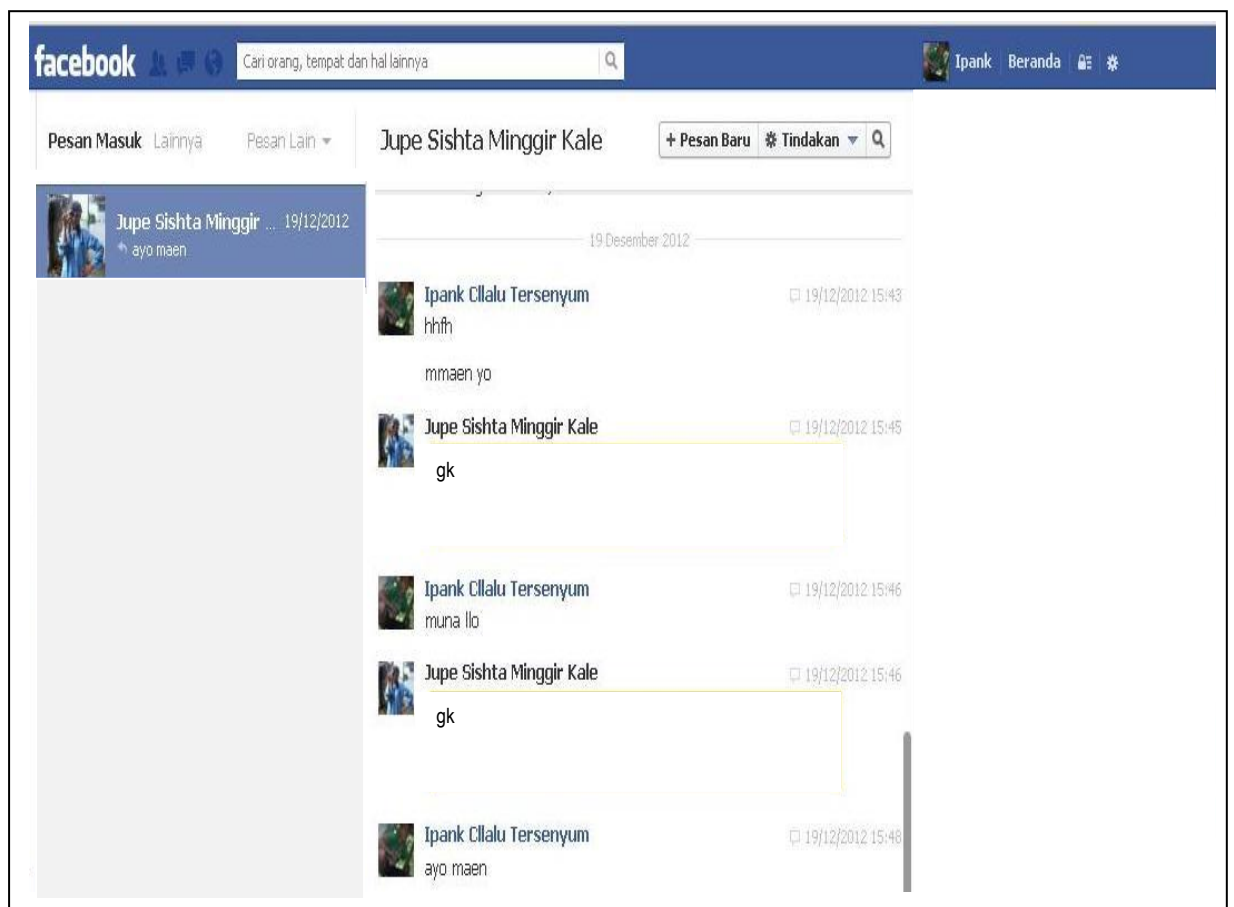 facebook Cari orang, tempat dan hal lainnya Ipank Beranda
Pesan Masuk Lainnya Pesan Lain Jupe Sishta Minggir Kale + Pesan Baru Tindakan
Jupe Sishta Minggir ... 19/12/2012
ayo maen
19 Desember 2012
Ipank Cllalu Tersenyum 19/12/2012 15:43
hhfh
mmaen yo
Jupe Sishta Minggir Kale 19/12/2012 15:45
gk
Ipank Cllalu Tersenyum 19/12/2012 15:46
muna llo
Jupe Sishta Minggir Kale 19/12/2012 15:46
gk
Ipank Cllalu Tersenyum 19/12/2012 15:48
ayo maen